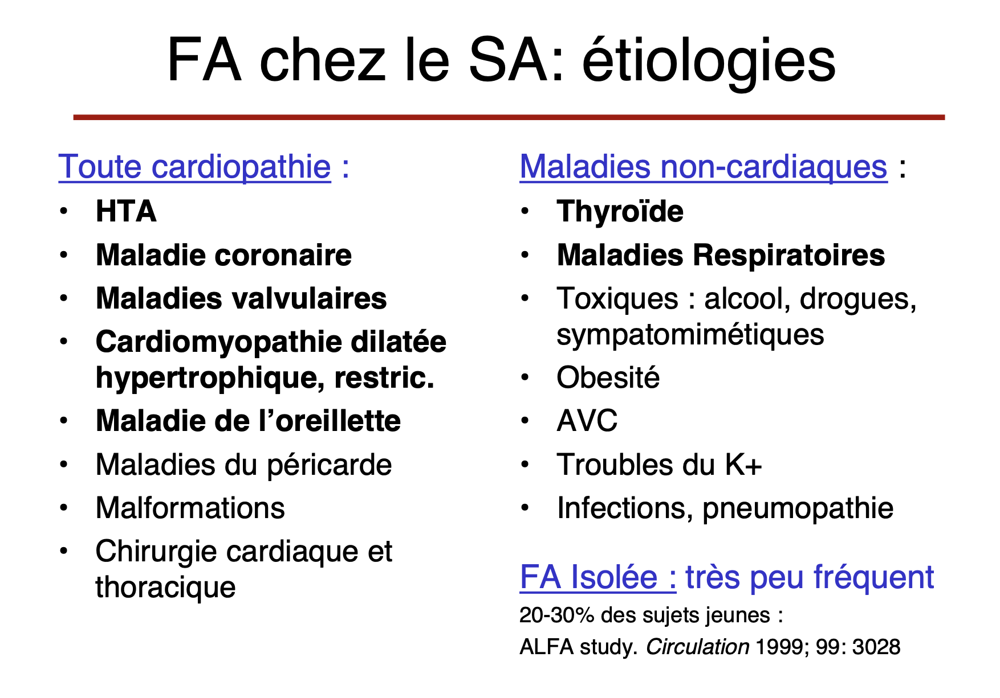 FA chez le SA: étiologies
Toute cardiopathie :
• HTA
• Maladie coronaire
• Maladies valvulaires
• Cardiomyopathie dilatée
hypertrophique, restric.
• Maladie de l’oreillette
• Maladies du péricarde
• Malformations
• Chirurgie cardiaque et
thoracique
Maladies non-cardiaques :
• Thyroïde
• Maladies Respiratoires
• Toxiques : alcool, drogues,
sympatomimétiques
• Obesité
• AVC
• Troubles du K+
• Infections, pneumopathie
FA Isolée : très peu fréquent
20-30% des sujets jeunes :
ALFA study. Circulation 1999; 99: 3028